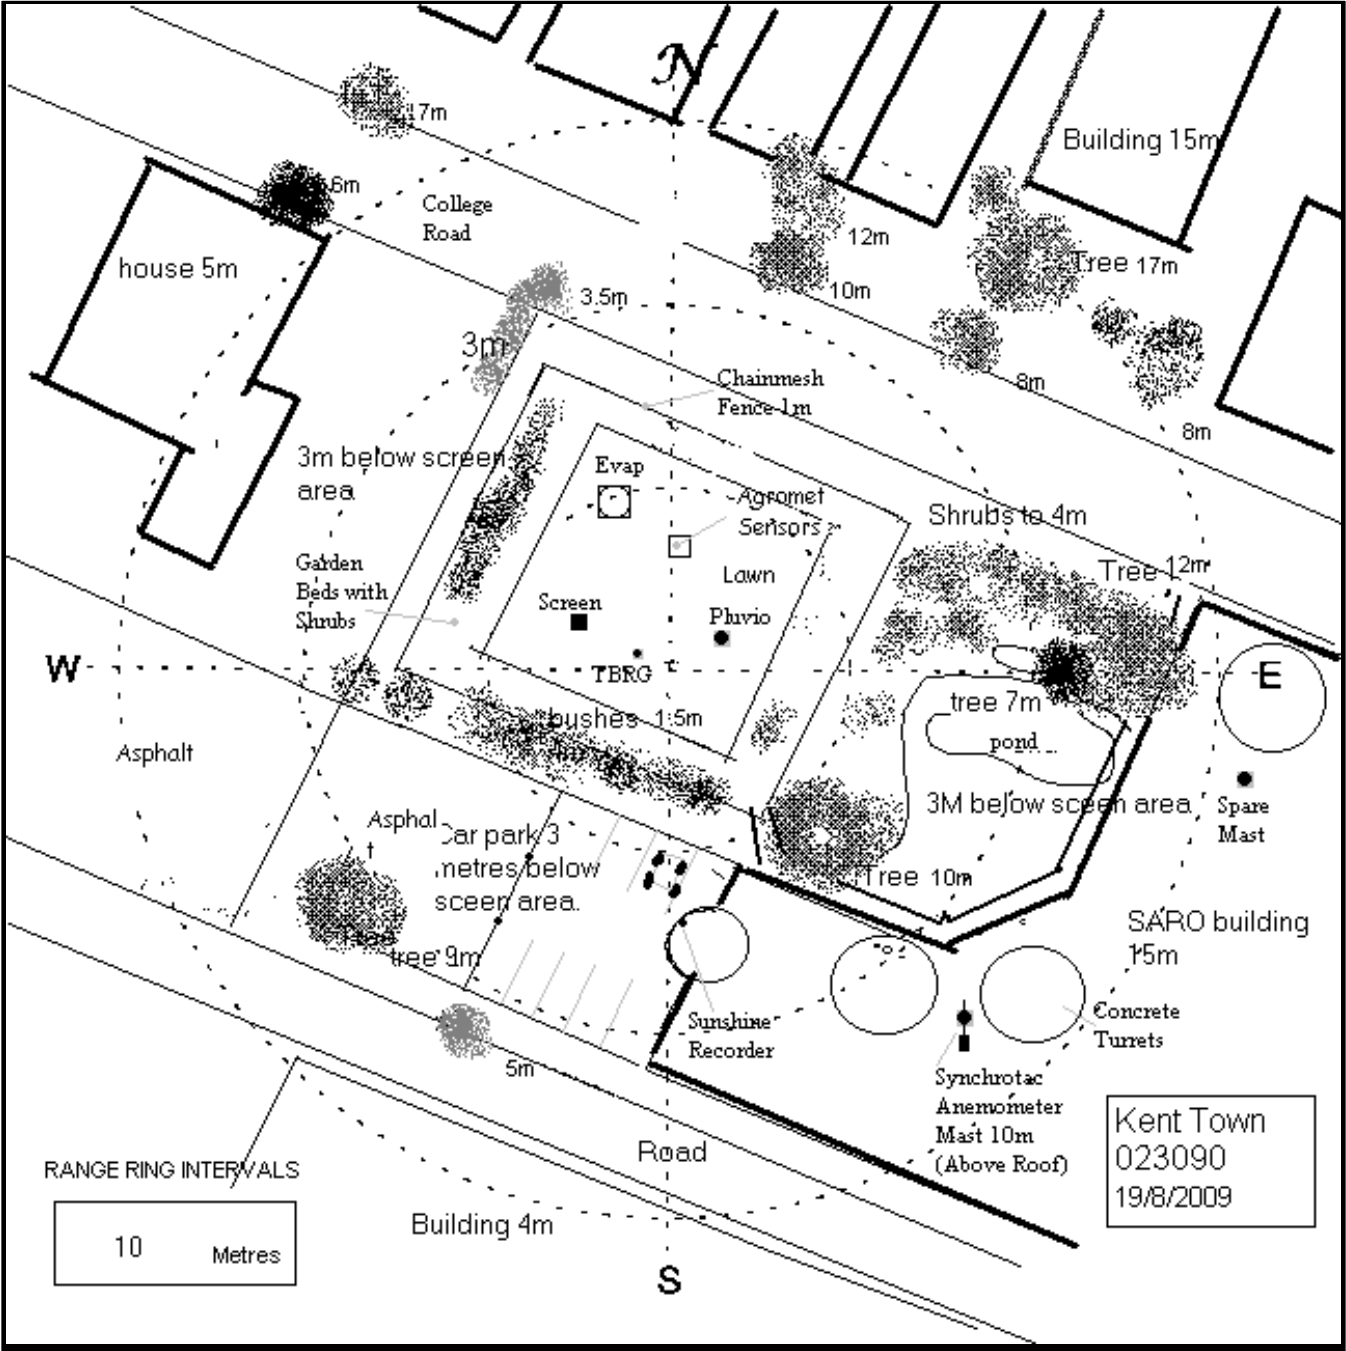 N
7m
Building 15m
6m
College
Road
12m
house 5m
Tree 17m
10m
3.5m
3m
8m
Chainmesh
Fence 1m
8m
3m below screen
area
Evap
Agromet
Sensors
Shrubs to 4m
Garden
Beds with
Shrubs
Lawn
Tree 12m
Screen
Pluvio
W
TBRG
E
tree 7m
bushes 1.5m
pond
Asphalt
3M below sceen area
Spare
Mast
Asphal
t
Car park 3
metres below
sceen area.
Tree 10m
SARO building
15m
tree 9m
Sunshine
Recorder
Concrete
Turrets
5m
Synchrotac
Anemometer
Mast 10m
(Above Roof)
Kent Town
023090
19/8/2009
Road
RANGE RING INTERVALS
10 Metres
Building 4m
S